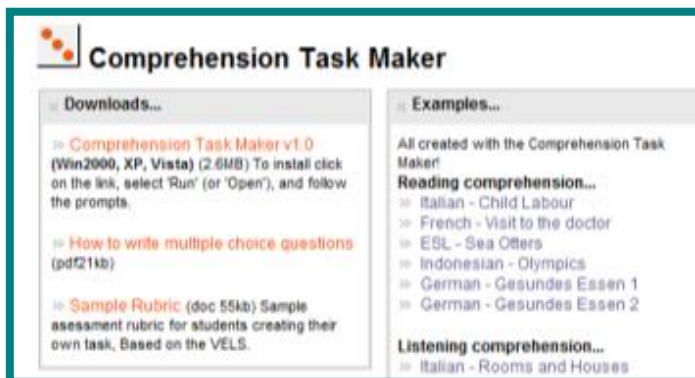 Comprehension Task Maker
» Downloads...
» Comprehension Task Maker v1.0
(Win2000, XP, Vista) (2.6MB) To install click
on the link, select 'Run' (or 'Open'), and follow
the prompts.
» How to write multiple choice questions
(pdf21kb)
» Sample Rubric (doc 55kb) Sample
asessment rubric for students creating their
own task, Based on the VELS.
» Examples...
All created with the Comprehension Task
Maker!
Reading comprehension...
» Italian - Child Labour
» French - Visit to the doctor
» ESL - Sea Otters
» Indonesian - Olympics
» German - Gesundes Essen 1
» German - Gesundes Essen 2
Listening comprehension...
» Italian - Rooms and Houses